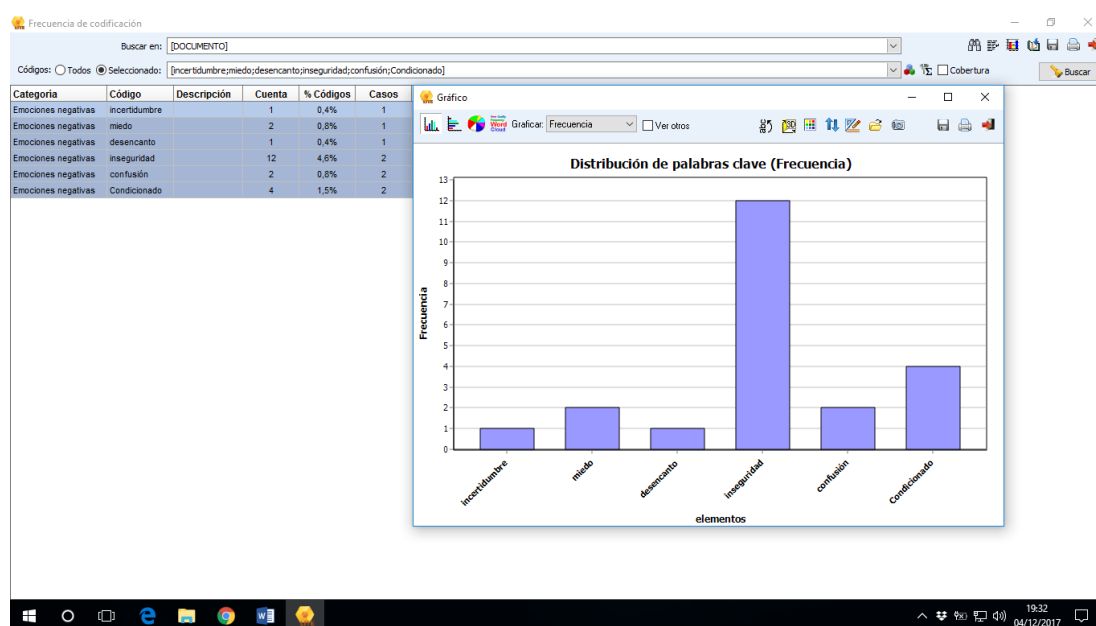 Frecuencia de codificación
Buscar en: [DOCUMENTO]
Códigos: Todos Seleccionado: [incertidumbre;miedo;desencanto;inseguridad;confusión;Condicionado] Cobertura Buscar
Categoría Código Descripción Cuenta % Códigos Casos
Emociones negativas incertidumbre 1 0,4% 1
Emociones negativas miedo 2 0,8% 1
Emociones negativas desencanto 1 0,4% 1
Emociones negativas inseguridad 12 4,6% 2
Emociones negativas confusión 2 0,8% 2
Emociones negativas Condicionado 4 1,5% 2
Gráfico
Graficar: Frecuencia Ver otros
Distribución de palabras clave (Frecuencia)
Frecuencia
13
12
11
10
9
8
7
6
5
4
3
2
1
0
incertidumbre miedo desencanto inseguridad confusión Condicionado
elementos
19:32
04/12/2017